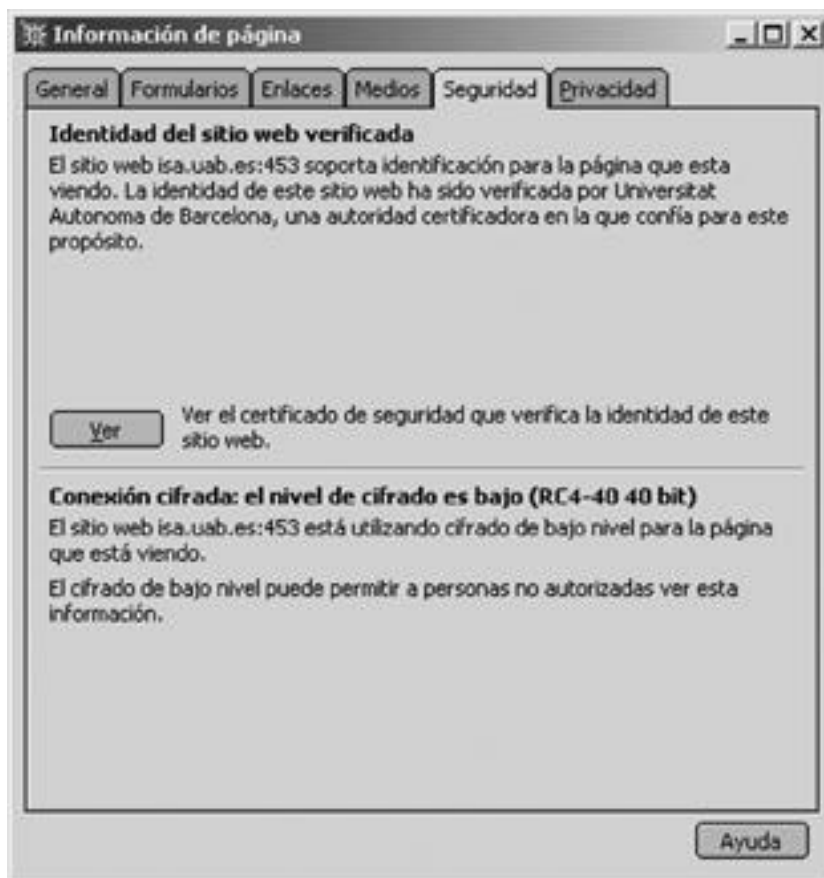 Información de página
General Formularios Enlaces Medios Seguridad Privacidad
Identidad del sitio web verificada
El sitio web isa.uab.es:453 soporta identificación para la página que esta
viendo. La identidad de este sitio web ha sido verificada por Universitat
Autonoma de Barcelona, una autoridad certificadora en la que confía para este
propósito.
Ver
Ver el certificado de seguridad que verifica la identidad de este
sitio web.
Conexión cifrada: el nivel de cifrado es bajo (RC4-40 40 bit)
El sitio web isa.uab.es:453 está utilizando cifrado de bajo nivel para la página
que está viendo.
El cifrado de bajo nivel puede permitir a personas no autorizadas ver esta
información.
Ayuda